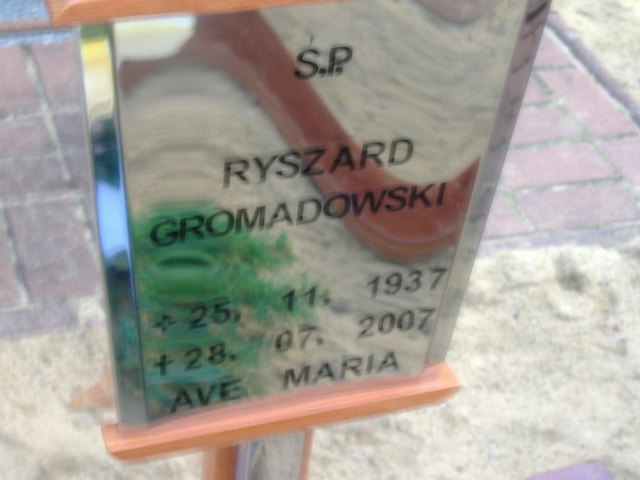 Ś.P.
RYSZARD
GROMADOWSKI
÷ 25. 11. 1937
+ 28. 07. 2007
AVE MARIA